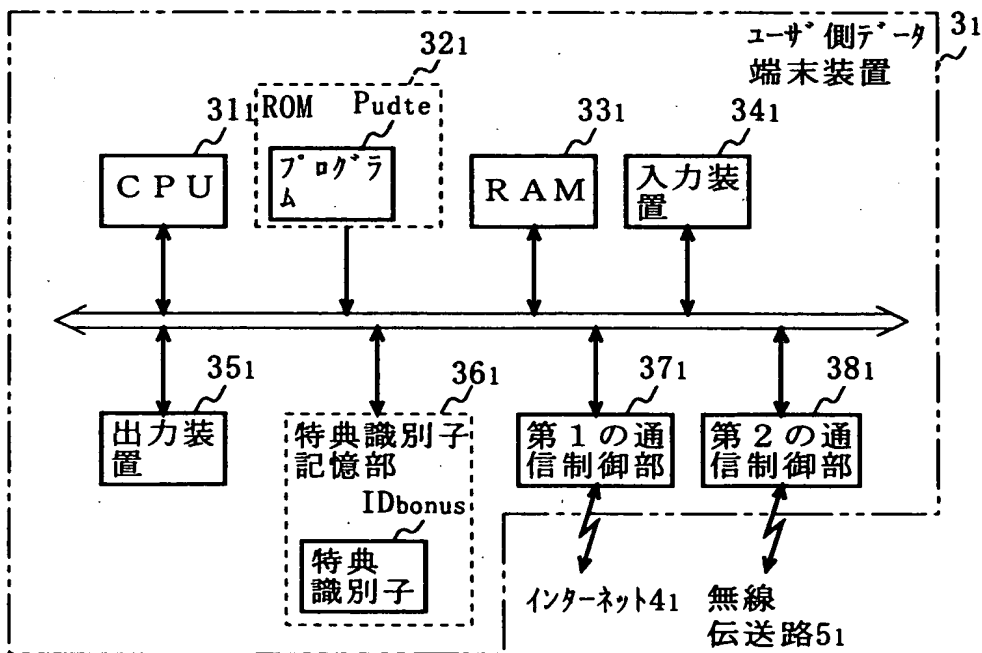 ユーザ側データ
端末装置
31
321
ROM
Pudte
プログラ
ム
311
CPU
331
RAM
341
入力装
置
351
出力装
置
361
特典識別子
記憶部
IDbonus
特典
識別子
371
第1の通
信制御部
381
第2の通
信制御部
インターネット41
無線
伝送路51